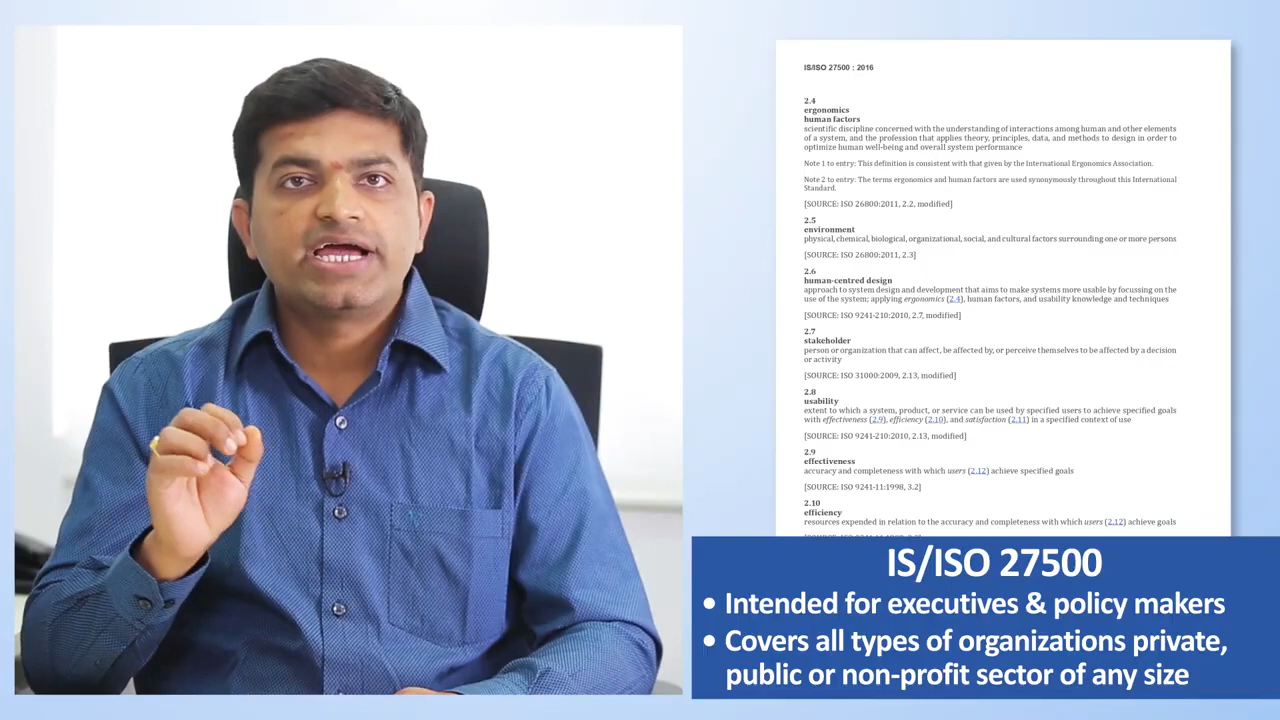 IS/ISO 27500 : 2016
2.4
ergonomics
human factors
scientific discipline concerned with the understanding of interactions among human and other elements
of a system, and the profession that applies theory, principles, data, and methods to design in order to
optimize human well-being and overall system performance
Note 1 to entry: This definition is consistent with that given by the International Ergonomics Association.
Note 2 to entry: The terms ergonomics and human factors are used synonymously throughout this International
Standard.
[SOURCE: ISO 26800:2011, 2.2, modified]
2.5
environment
physical, chemical, biological, organizational, social, and cultural factors surrounding one or more persons
[SOURCE: ISO 26800:2011, 2.3]
2.6
human-centred design
approach to system design and development that aims to make systems more usable by focussing on the
use of the system; applying ergonomics (2.4), human factors, and usability knowledge and techniques
[SOURCE: ISO 9241-210:2010, 2.7, modified]
2.7
stakeholder
person or organization that can affect, be affected by, or perceive themselves to be affected by a decision
or activity
[SOURCE: ISO 31000:2009, 2.13, modified]
2.8
usability
extent to which a system, product, or service can be used by specified users to achieve specified goals
with effectiveness (2.9), efficiency (2.10), and satisfaction (2.11) in a specified context of use
[SOURCE: ISO 9241-210:2010, 2.13, modified]
2.9
effectiveness
accuracy and completeness with which users (2.12) achieve specified goals
[SOURCE: ISO 9241-11:1998, 3.2]
2.10
efficiency
resources expended in relation to the accuracy and completeness with which users (2.12) achieve goals
IS/ISO 27500
• Intended for executives & policy makers
• Covers all types of organizations private,
public or non-profit sector of any size